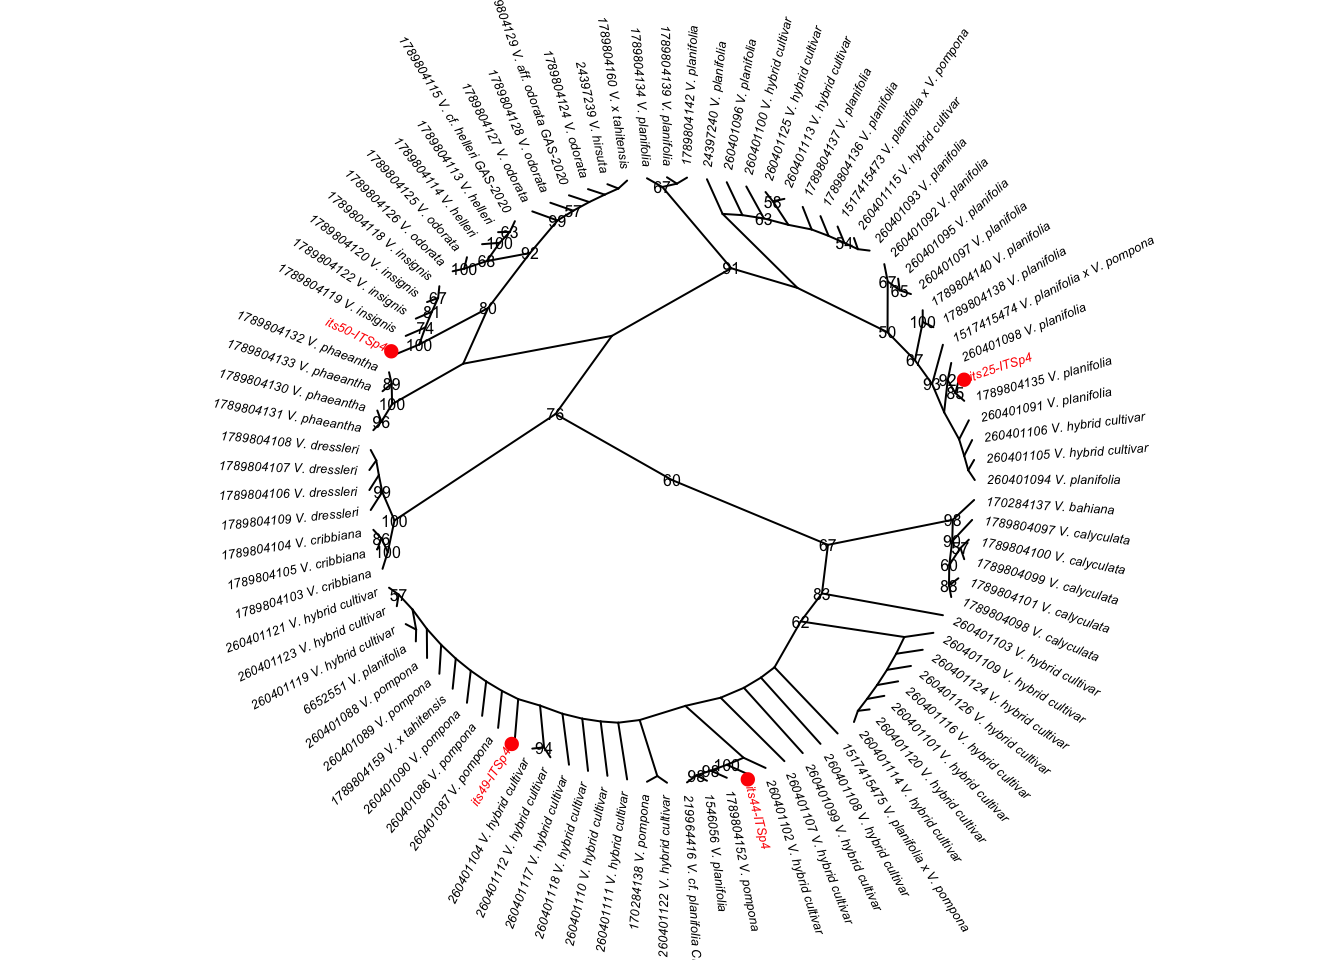 9804129 V. aff. odorata GAS-2020
1789804160 V. x tahitensis
1789804134 V. planifolia
1789804139 V. planifolia
1789804142 V. planifolia
24397240 V. planifolia
260401096 V. planifolia
260401100 V. hybrid cultivar
260401125 V. hybrid cultivar
260401113 V. hybrid cultivar
1789804137 V. planifolia
1789804136 V. planifolia
1517415473 V. planifolia x V. pompona
260401115 V. hybrid cultivar
260401093 V. planifolia
260401092 V. planifolia
260401095 V. planifolia
260401097 V. planifolia
1789804140 V. planifolia
1789804138 V. planifolia
1517415474 V. planifolia x V. pompona
260401098 V. planifolia
its25-ITSp4
1789804135 V. planifolia
260401091 V. planifolia
260401106 V. hybrid cultivar
260401105 V. hybrid cultivar
260401094 V. planifolia
170284137 V. bahiana
1789804097 V. calyculata
1789804100 V. calyculata
1789804099 V. calyculata
1789804101 V. calyculata
1789804098 V. calyculata
260401103 V. hybrid cultivar
260401109 V. hybrid cultivar
260401124 V. hybrid cultivar
260401126 V. hybrid cultivar
260401116 V. hybrid cultivar
260401101 V. hybrid cultivar
260401120 V. hybrid cultivar
260401114 V. hybrid cultivar
1517415475 V. planifolia x V. pompona
260401108 V. hybrid cultivar
260401099 V. hybrid cultivar
260401107 V. hybrid cultivar
260401102 V. hybrid cultivar
its44-ITSp4
1789804152 V. pompona
1546056 V. planifolia
219964416 V. cf. planifolia C
260401122 V. hybrid cultivar
170284138 V. pompona
260401111 V. hybrid cultivar
260401110 V. hybrid cultivar
260401118 V. hybrid cultivar
260401117 V. hybrid cultivar
260401112 V. hybrid cultivar
260401104 V. hybrid cultivar
its49-ITSp4
260401087 V. pompona
260401086 V. pompona
260401090 V. pompona
1789804159 V. x tahitensis
260401089 V. pompona
260401088 V. pompona
6652551 V. planifolia
260401119 V. hybrid cultivar
260401123 V. hybrid cultivar
260401121 V. hybrid cultivar
1789804103 V. cribbiana
1789804105 V. cribbiana
1789804104 V. cribbiana
1789804109 V. dressleri
1789804106 V. dressleri
1789804107 V. dressleri
1789804108 V. dressleri
1789804131 V. phaeantha
1789804130 V. phaeantha
1789804133 V. phaeantha
1789804132 V. phaeantha
its50-ITSp4
1789804119 V. insignis
1789804122 V. insignis
1789804120 V. insignis
1789804118 V. insignis
1789804126 V. odorata
1789804125 V. odorata
1789804114 V. helleri
1789804113 V. helleri
1789804115 V. cf. helleri GAS-2020
1789804127 V. odorata
1789804128 V. odorata
1789804124 V. odorata
24397239 V. hirsuta
67
91
58
63
54
67
65
100
50
67
93
92
85
60
76
67
83
62
93
60
83
100
94
57
100
99
86
100
89
100
96
80
92
99
57
63
100
68
100
67
81
74
100